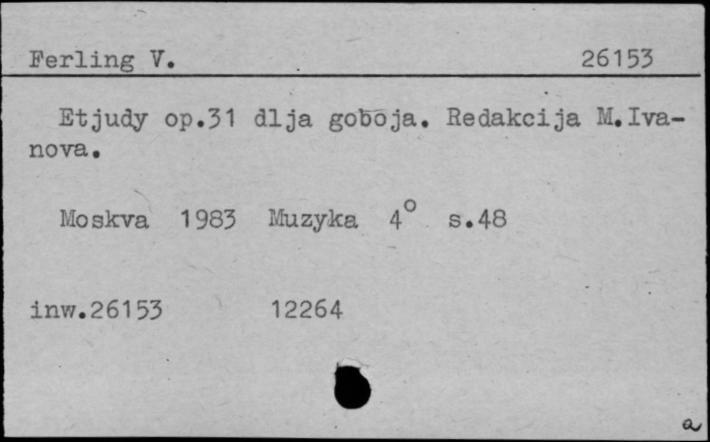 Ferling V. 26153
Etjudy op.31 dlja goboja. Redakcija M.Iva-
nova.
Moskva 1983 Muzyka 4° s.48
inw.26153 12264
a